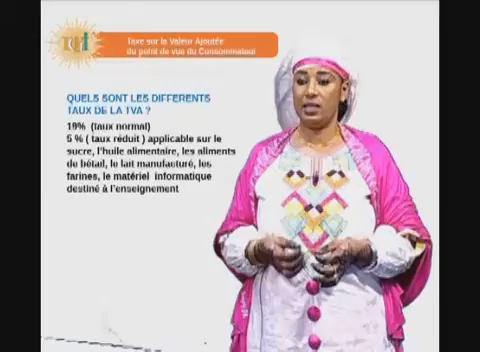 DGI
Taxe sur la Valeur Ajoutée
du point de vue du Consommateur
QUELS SONT LES DIFFERENTS
TAUX DE LA TVA ?
18% (taux normal)
5 % ( taux réduit ) applicable sur le
sucre, l'huile alimentaire, les aliments
de bétail, le lait manufacturé, les
farines, le matériel informatique
destiné à l'enseignement